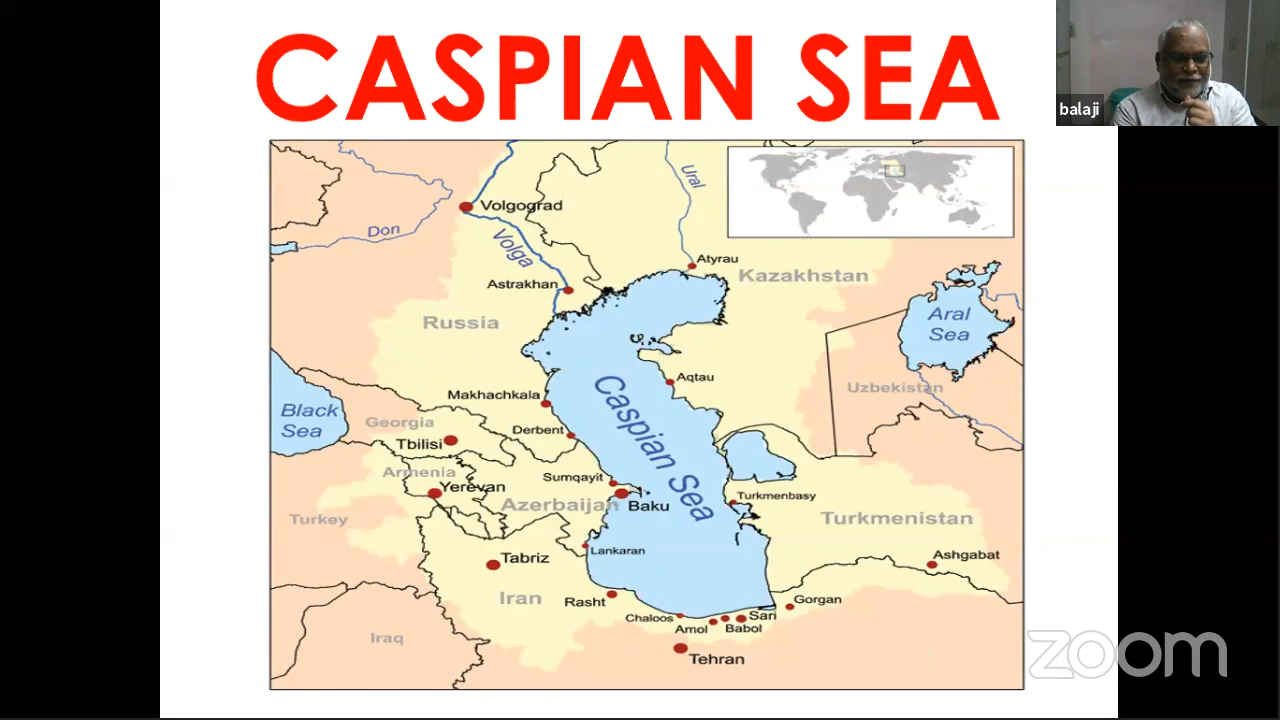 CASPIAN SEA
balaji
Ural
Volgograd
Don
Volga
Atyrau
Kazakhstan
Astrakhan
Aral
Sea
Russia
Aqtau
Uzbekistan
Makhachkala
Caspian Sea
Black
Sea
Georgia
Derbent
Tbilisi
Armenia
Sumqayit
Yerevan
Azerbaijan
Baku
Turkmenbasy
Turkey
Turkmenistan
Lankaran
Ashgabat
Tabriz
Iran
Rasht
Gorgan
Chaloos
Sari
Amol
Babol
Iraq
Tehran
zoom